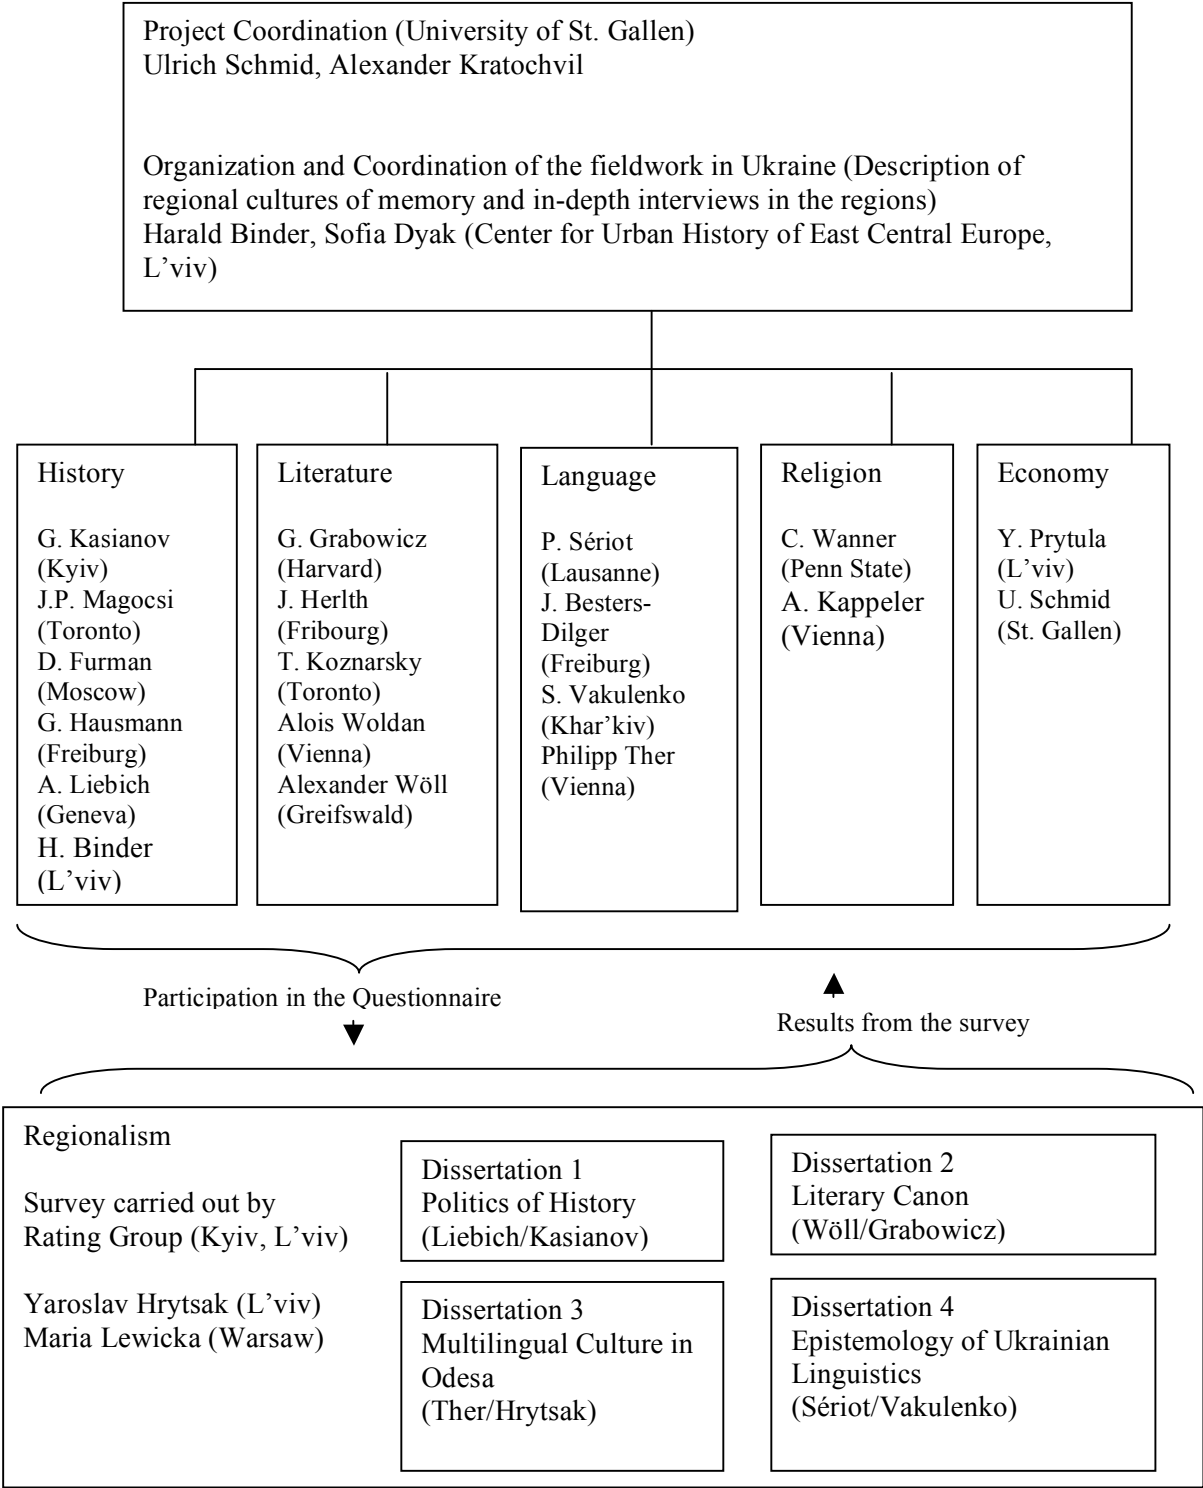 Project Coordination (University of St. Gallen)
Ulrich Schmid, Alexander Kratochvil
Organization and Coordination of the fieldwork in Ukraine (Description of
regional cultures of memory and in-depth interviews in the regions)
Harald Binder, Sofia Dyak (Center for Urban History of East Central Europe,
L’viv)
History
G. Kasianov
(Kyiv)
J.P. Magocsi
(Toronto)
D. Furman
(Moscow)
G. Hausmann
(Freiburg)
A. Liebich
(Geneva)
H. Binder
(L’viv)
Literature
G. Grabowicz
(Harvard)
J. Herlth
(Fribourg)
T. Koznarsky
(Toronto)
Alois Woldan
(Vienna)
Alexander Wöll
(Greifswald)
Language
P. Sériot
(Lausanne)
J. Besters-
Dilger
(Freiburg)
S. Vakulenko
(Khar’kiv)
Philipp Ther
(Vienna)
Religion
C. Wanner
(Penn State)
A. Kappeler
(Vienna)
Economy
Y. Prytula
(L’viv)
U. Schmid
(St. Gallen)
Participation in the Questionnaire
Results from the survey
Regionalism
Survey carried out by
Rating Group (Kyiv, L’viv)
Yaroslav Hrytsak (L’viv)
Maria Lewicka (Warsaw)
Dissertation 1
Politics of History
(Liebich/Kasianov)
Dissertation 2
Literary Canon
(Wöll/Grabowicz)
Dissertation 3
Multilingual Culture in
Odesa
(Ther/Hrytsak)
Dissertation 4
Epistemology of Ukrainian
Linguistics
(Sériot/Vakulenko)